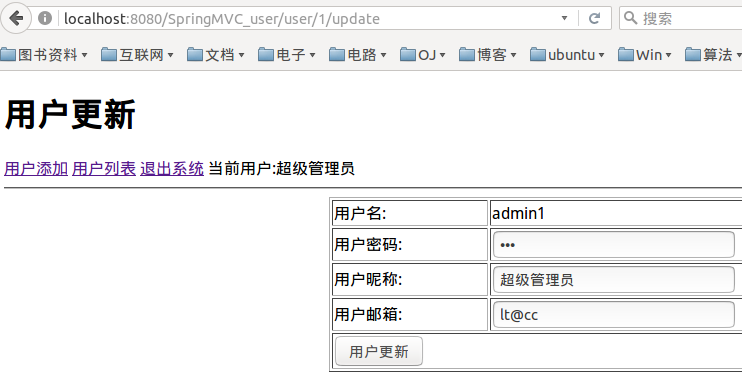 localhost:8080/SpringMVC_user/user/1/update 搜索
图书资料 互联网 文档 电子 电路 OJ 博客 ubuntu Win 算法
用户更新
用户添加 用户列表 退出系统 当前用户:超级管理员
用户名: admin1
用户密码: •••
用户昵称: 超级管理员
用户邮箱: lt@cc
用户更新